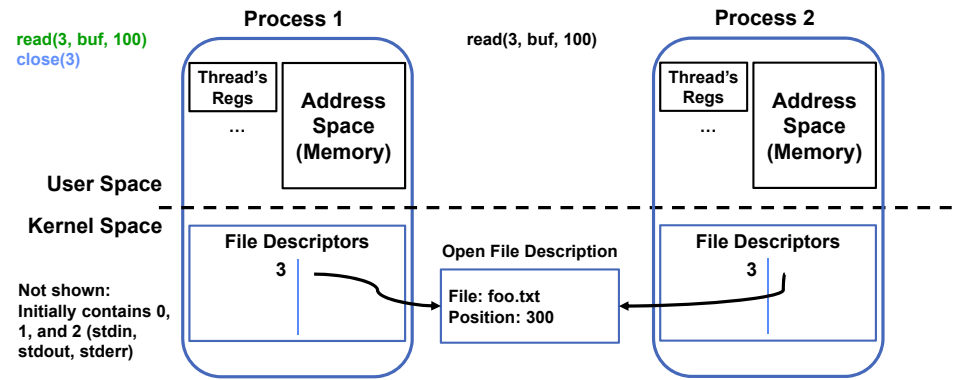 Process 1
Process 2
read(3, buf, 100)
close(3)
read(3, buf, 100)
Thread's
Regs
…
Address
Space
(Memory)
Thread's
Regs
…
Address
Space
(Memory)
User Space
Kernel Space
File Descriptors
3
Open File Description
File: foo.txt
Position: 300
File Descriptors
3
Not shown:
Initially contains 0,
1, and 2 (stdin,
stdout, stderr)